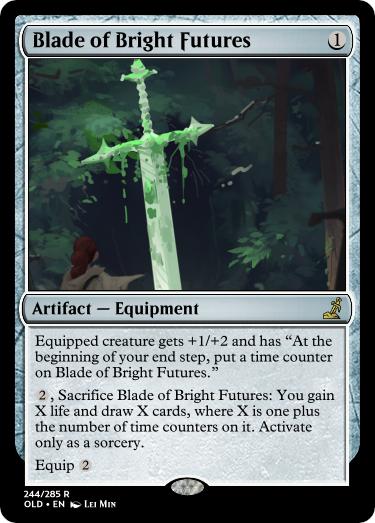 Blade of Bright Futures 1
Artifact — Equipment
Equipped creature gets +1/+2 and has “At the
beginning of your end step, put a time counter
on Blade of Bright Futures.”
2 , Sacrifice Blade of Bright Futures: You gain
X life and draw X cards, where X is one plus
the number of time counters on it. Activate
only as a sorcery.
Equip 2
244/285 R
OLD • EN Lei Min